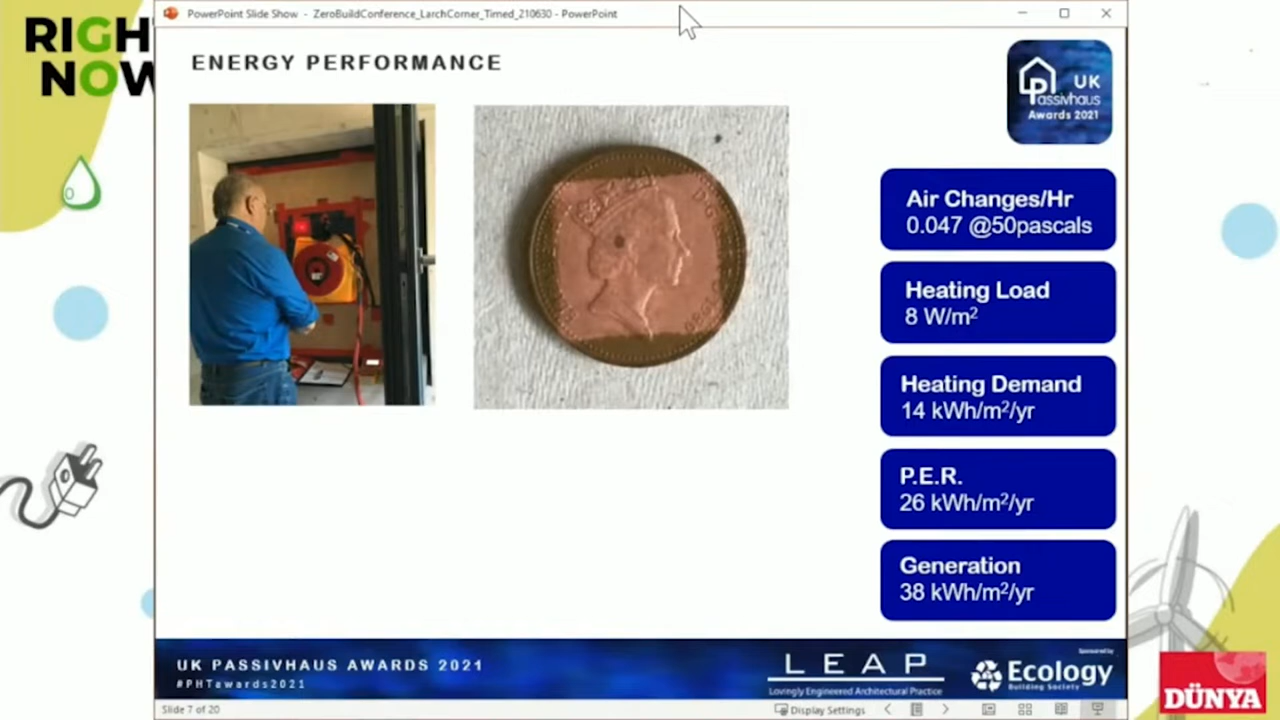 RIGH
NOW
0
PowerPoint Slide Show - ZeroBuildConference_LarchCorner_Timed_210630 - PowerPoint
ENERGY PERFORMANCE
UK
Passivhaus
Awards 2021
Air Changes/Hr
0.047 @50pascals
Heating Load
8 W/m²
Heating Demand
14 kWh/m²/yr
P.E.R.
26 kWh/m²/yr
Generation
38 kWh/m²/yr
UK PASSIVHAUS AWARDS 2021
#PHTawards2021
LEAP
Lovingly Engineered Architectural Practice
Sponsored by
Ecology
Building Society
Slide 7 of 20
Display Settings
DÜNYA